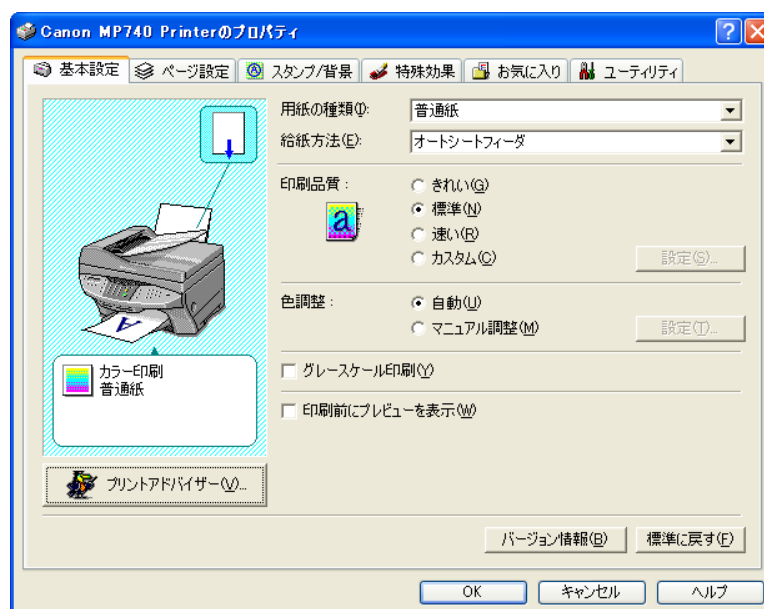 Canon MP740 Printerのプロパティ
基本設定 ページ設定 スタンプ/背景 特殊効果 お気に入り ユーティリティ
用紙の種類(I): 普通紙
給紙方法(E): オートシートフィーダ
印刷品質: きれい(G)
a 標準(N)
速い(R)
カスタム(C) 設定(S)...
色調整: 自動(U)
マニュアル調整(M) 設定(T)...
A
カラー印刷
普通紙
グレースケール印刷(Y)
印刷前にプレビューを表示(W)
プリントアドバイザー(V)...
バージョン情報(B) 標準に戻す(F)
OK キャンセル ヘルプ